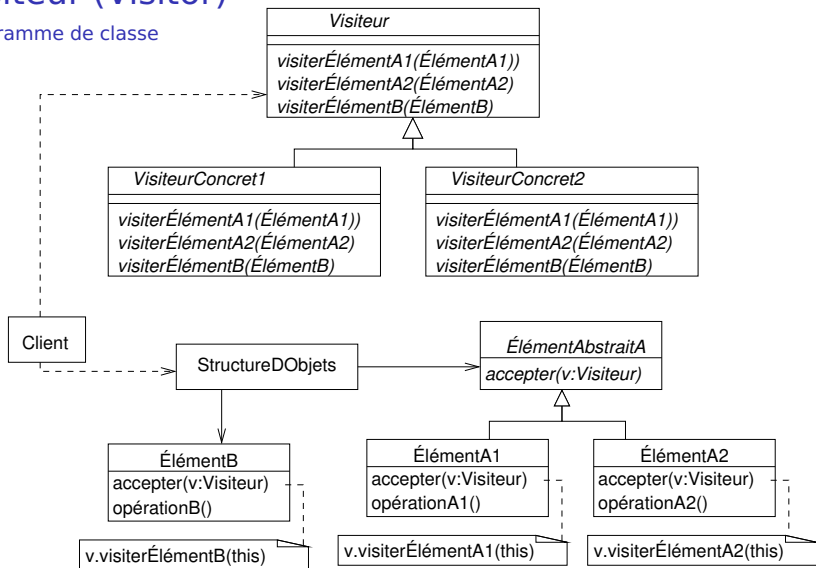 iteur (Visitor)
ramme de classe
Visiteur
visiterÉlémentA1(ÉlémentA1))
visiterÉlémentA2(ÉlémentA2)
visiterÉlémentB(ÉlémentB)
VisiteurConcret1
visiterÉlémentA1(ÉlémentA1))
visiterÉlémentA2(ÉlémentA2)
visiterÉlémentB(ÉlémentB)
VisiteurConcret2
visiterÉlémentA1(ÉlémentA1))
visiterÉlémentA2(ÉlémentA2)
visiterÉlémentB(ÉlémentB)
Client
StructureDObjets
ÉlémentAbstraitA
accepter(v:Visiteur)
ÉlémentB
accepter(v:Visiteur)
opérationB()
v.visiterÉlémentB(this)
ÉlémentA1
accepter(v:Visiteur)
opérationA1()
v.visiterÉlémentA1(this)
ÉlémentA2
accepter(v:Visiteur)
opérationA2()
v.visiterÉlémentA2(this)